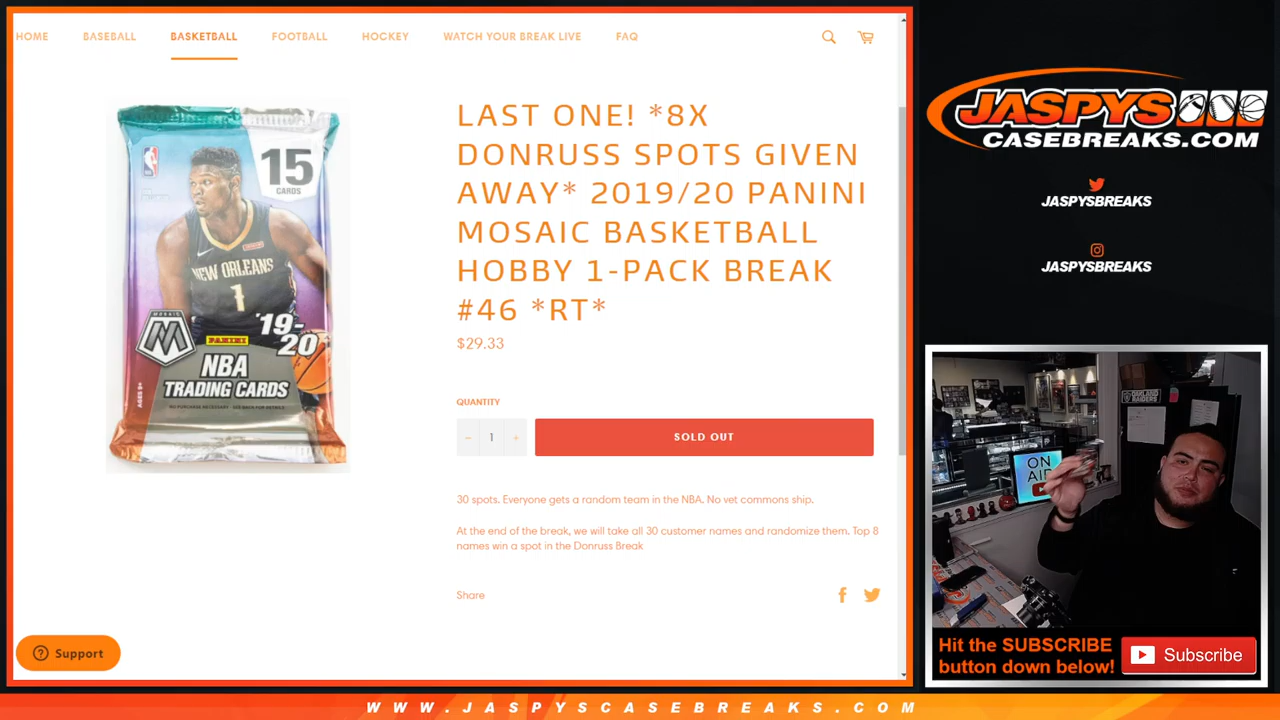 HOME BASEBALL BASKETBALL FOOTBALL HOCKEY WATCH YOUR BREAK LIVE FAQ
15
CARDS
NEW ORLEANS
1
MOSAIC
M
PANINI
'19-
20
NBA
TRADING CARDS
LAST ONE! *8X
DONRUSS SPOTS GIVEN
AWAY* 2019/20 PANINI
MOSAIC BASKETBALL
HOBBY 1-PACK BREAK
#46 *RT*
$29.33
QUANTITY
− 1 +
SOLD OUT
30 spots. Everyone gets a random team in the NBA. No vet commons ship.
At the end of the break, we will take all 30 customer names and randomize them. Top 8
names win a spot in the Donruss Break
Share
Support
JASPYS
CASEBREAKS.COM
JASPYSBREAKS
JASPYSBREAKS
OAKLAND
RAIDERS
ON
AIR
Hit the SUBSCRIBE
button down below!
Subscribe
WWW.JASPYSCASEBREAKS.COM